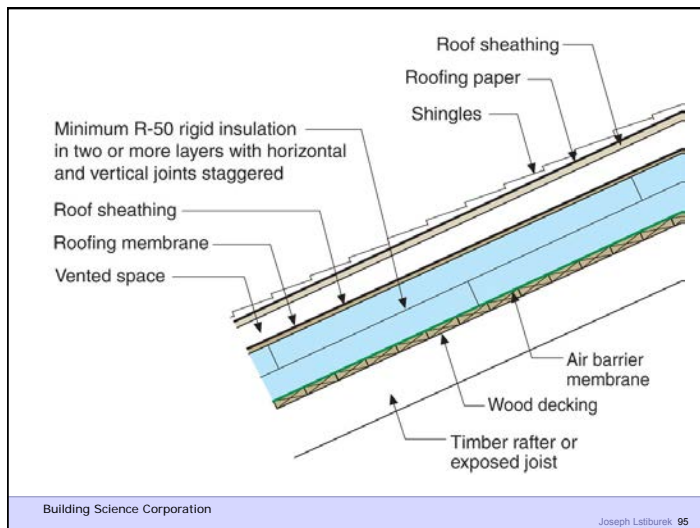 Roof sheathing
Roofing paper
Shingles
Minimum R-50 rigid insulation
in two or more layers with horizontal
and vertical joints staggered
Roof sheathing
Roofing membrane
Vented space
Air barrier
membrane
Wood decking
Timber rafter or
exposed joist
Building Science Corporation
Joseph Lstiburek 95